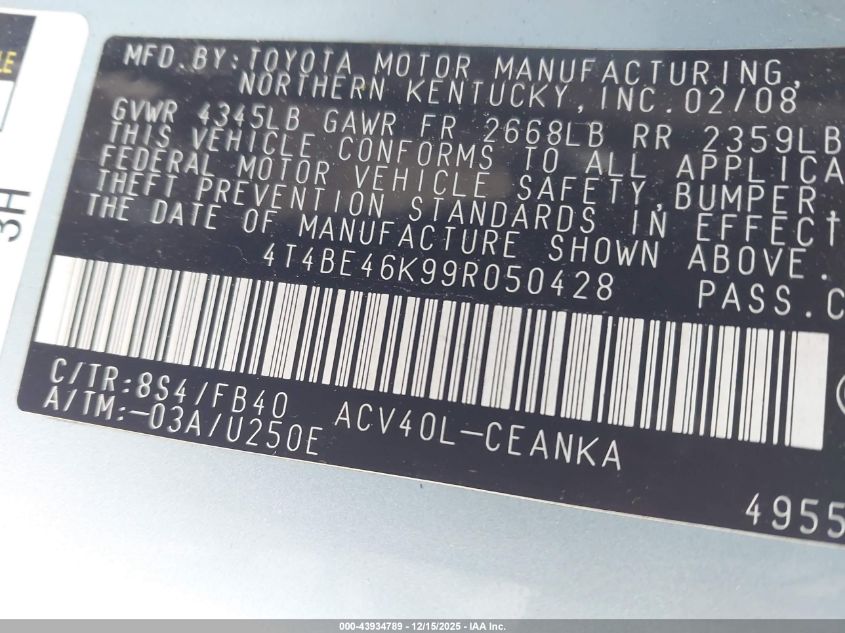 LE
3H
MFD.BY:TOYOTA MOTOR MANUFACTURING,
NORTHERN KENTUCKY,INC.02/08
GVWR 4345LB GAWR FR 2668LB RR 2359LB
THIS VEHICLE CONFORMS TO ALL APPLICA
FEDERAL MOTOR VEHICLE SAFETY,BUMPER,
THEFT PREVENTION STANDARDS IN EFFECT
THE DATE OF MANUFACTURE SHOWN ABOVE.
4T4BE46K99R050428 PASS.C
C/TR:8S4/FB40
A/TM:-03A/U250E
ACV40L-CEANKA
4955
000-43934789 - 12/15/2025 - IAA Inc.